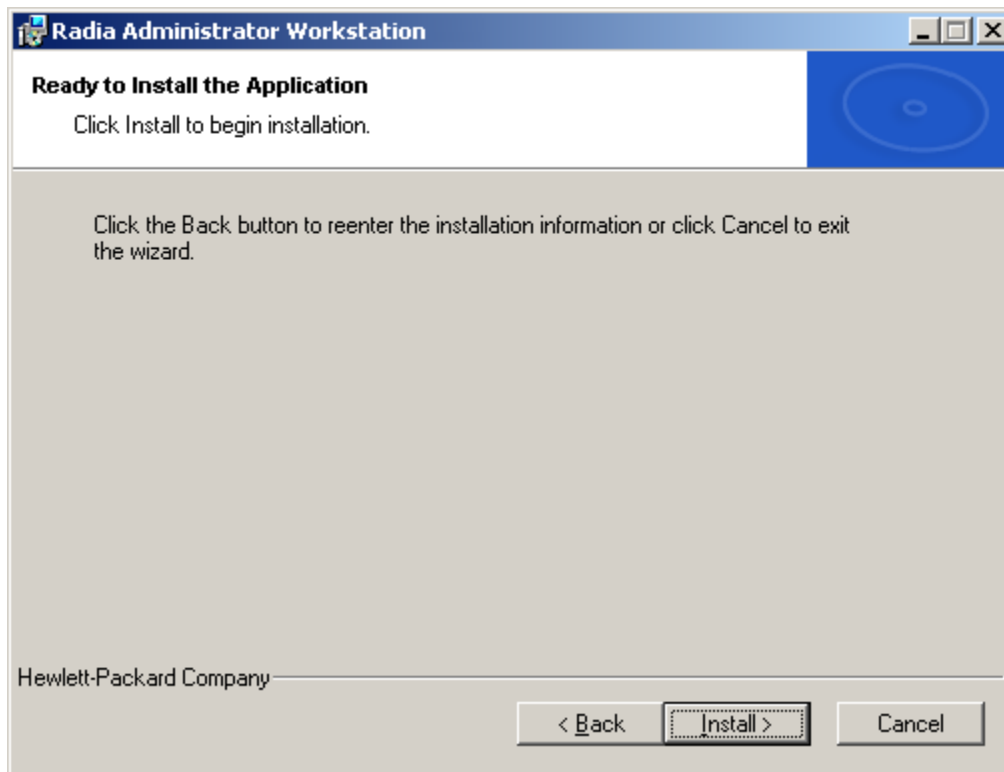 Radia Administrator Workstation
Ready to Install the Application
Click Install to begin installation.
Click the Back button to reenter the installation information or click Cancel to exit
the wizard.
Hewlett-Packard Company
< Back
Install >
Cancel